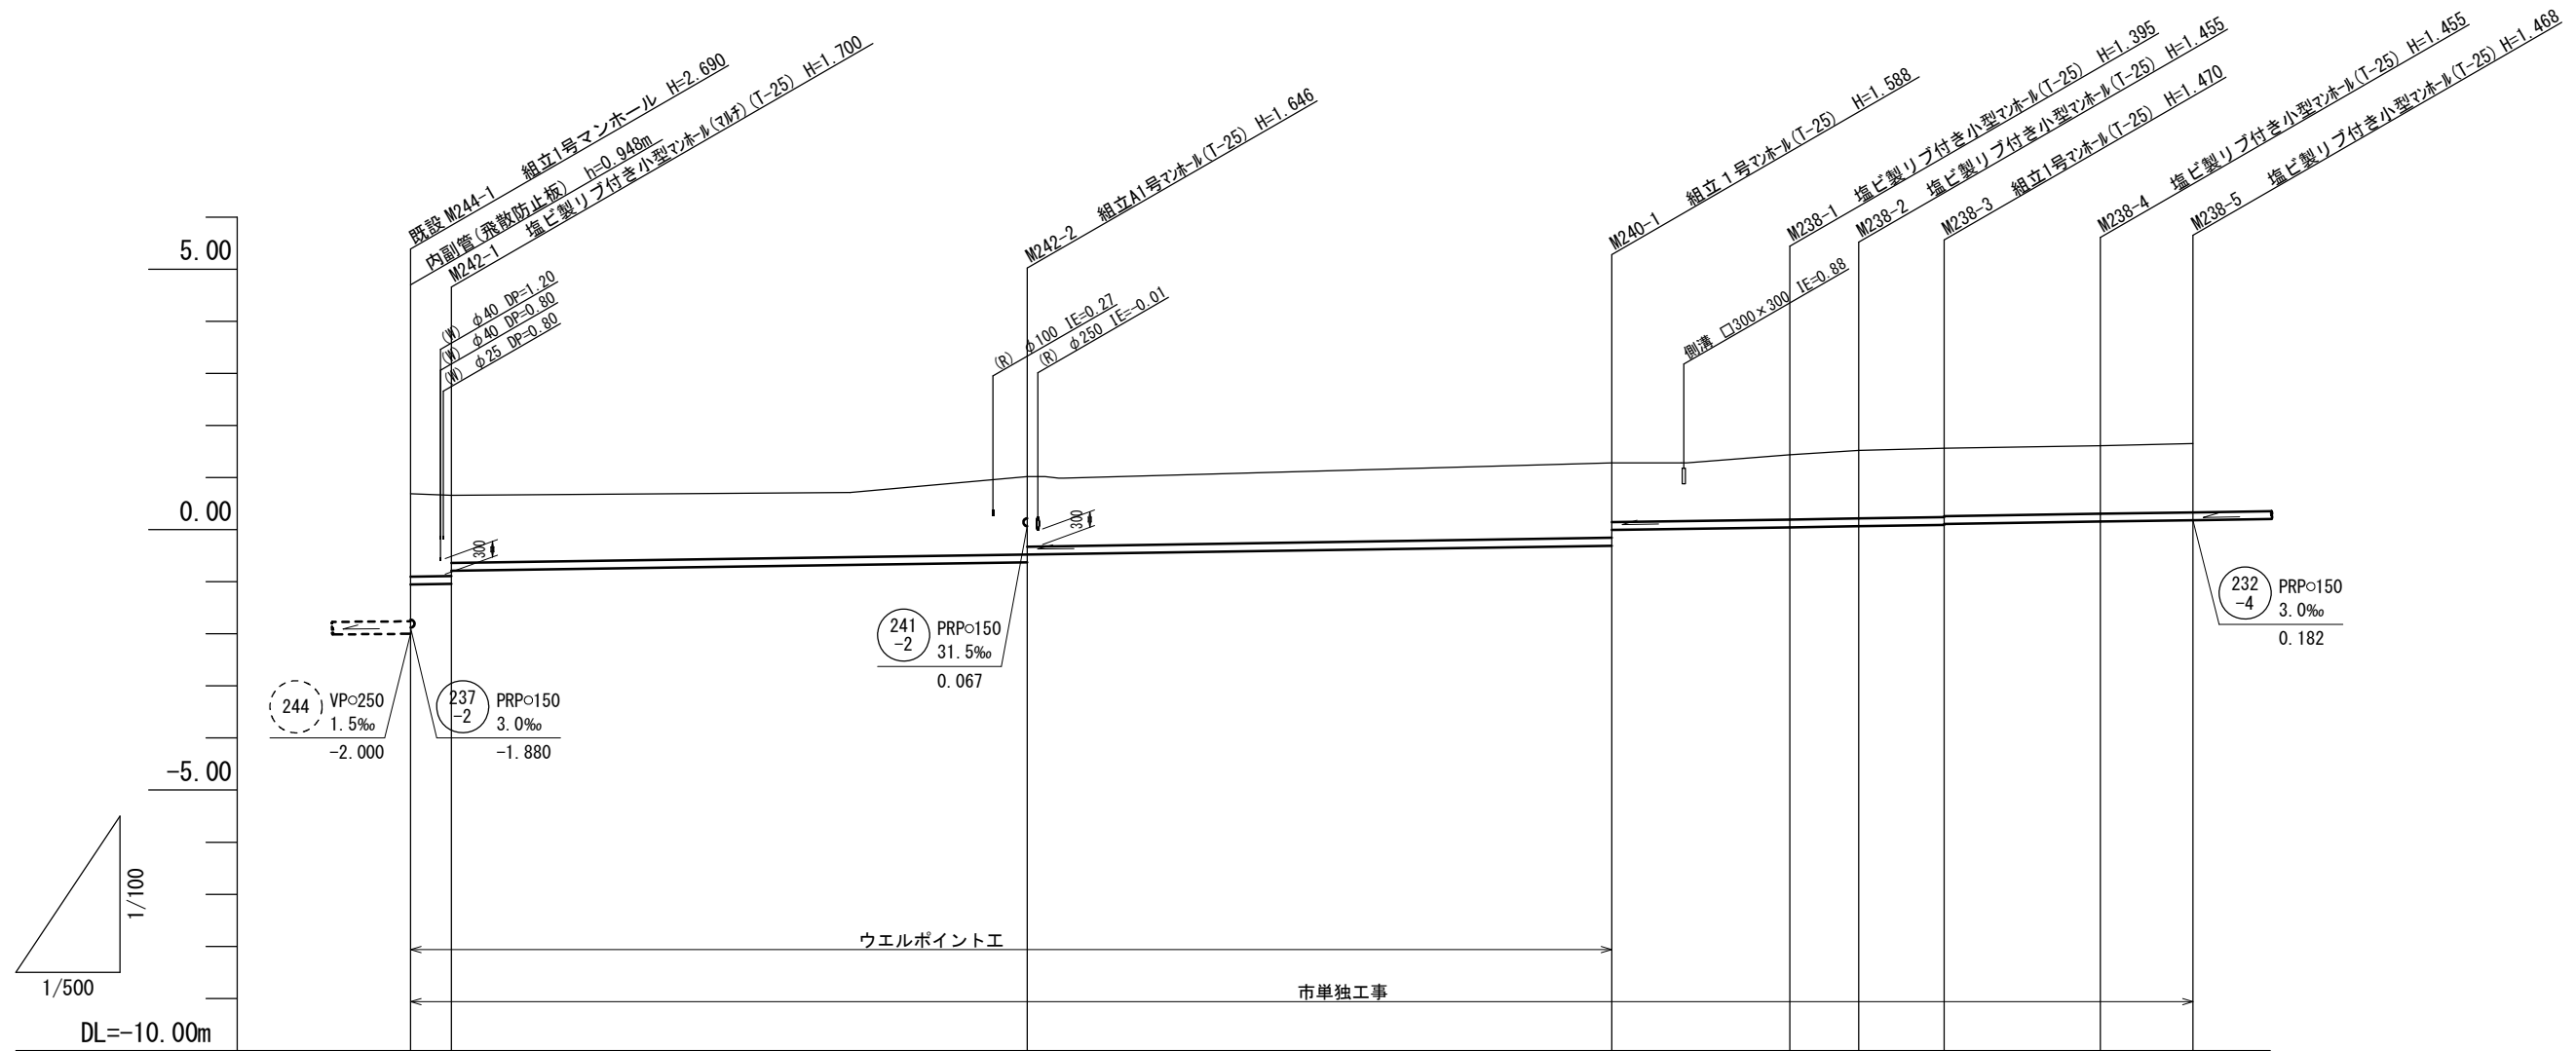 既設 M244-1 組立1号マンホール H=2.690
内副管(飛散防止板) h=0.948m
M242-1 塩ビ製リブ付き小型ﾏﾝﾎｰﾙ(ﾏﾙﾁ)(T-25) H=1.700
(W) φ40 DP=1.20
(W) φ40 DP=0.80
(W) φ25 DP=0.80
M242-2 組立A1号ﾏﾝﾎｰﾙ(T-25) H=1.646
(R) φ100 IE=0.27
(R) φ250 IE=-0.01
M240-1 組立１号ﾏﾝﾎｰﾙ(T-25) H=1.588
側溝 □300×300 IE=0.88
M238-1 塩ビ製リブ付き小型ﾏﾝﾎｰﾙ(T-25) H=1.395
M238-2 塩ビ製リブ付き小型ﾏﾝﾎｰﾙ(T-25) H=1.455
M238-3 組立1号ﾏﾝﾎｰﾙ(T-25) H=1.470
M238-4 塩ビ製リブ付き小型ﾏﾝﾎｰﾙ(T-25) H=1.455
M238-5 塩ビ製リブ付き小型ﾏﾝﾎｰﾙ(T-25) H=1.468
5.00
0.00
-5.00
DL=-10.00m
300
300
244
VP○250
1.5‰
-2.000
237
-2
PRP○150
3.0‰
-1.880
241
-2
PRP○150
31.5‰
0.067
232
-4
PRP○150
3.0‰
0.182
1/100
1/500
ウエルポイント工
市単独工事